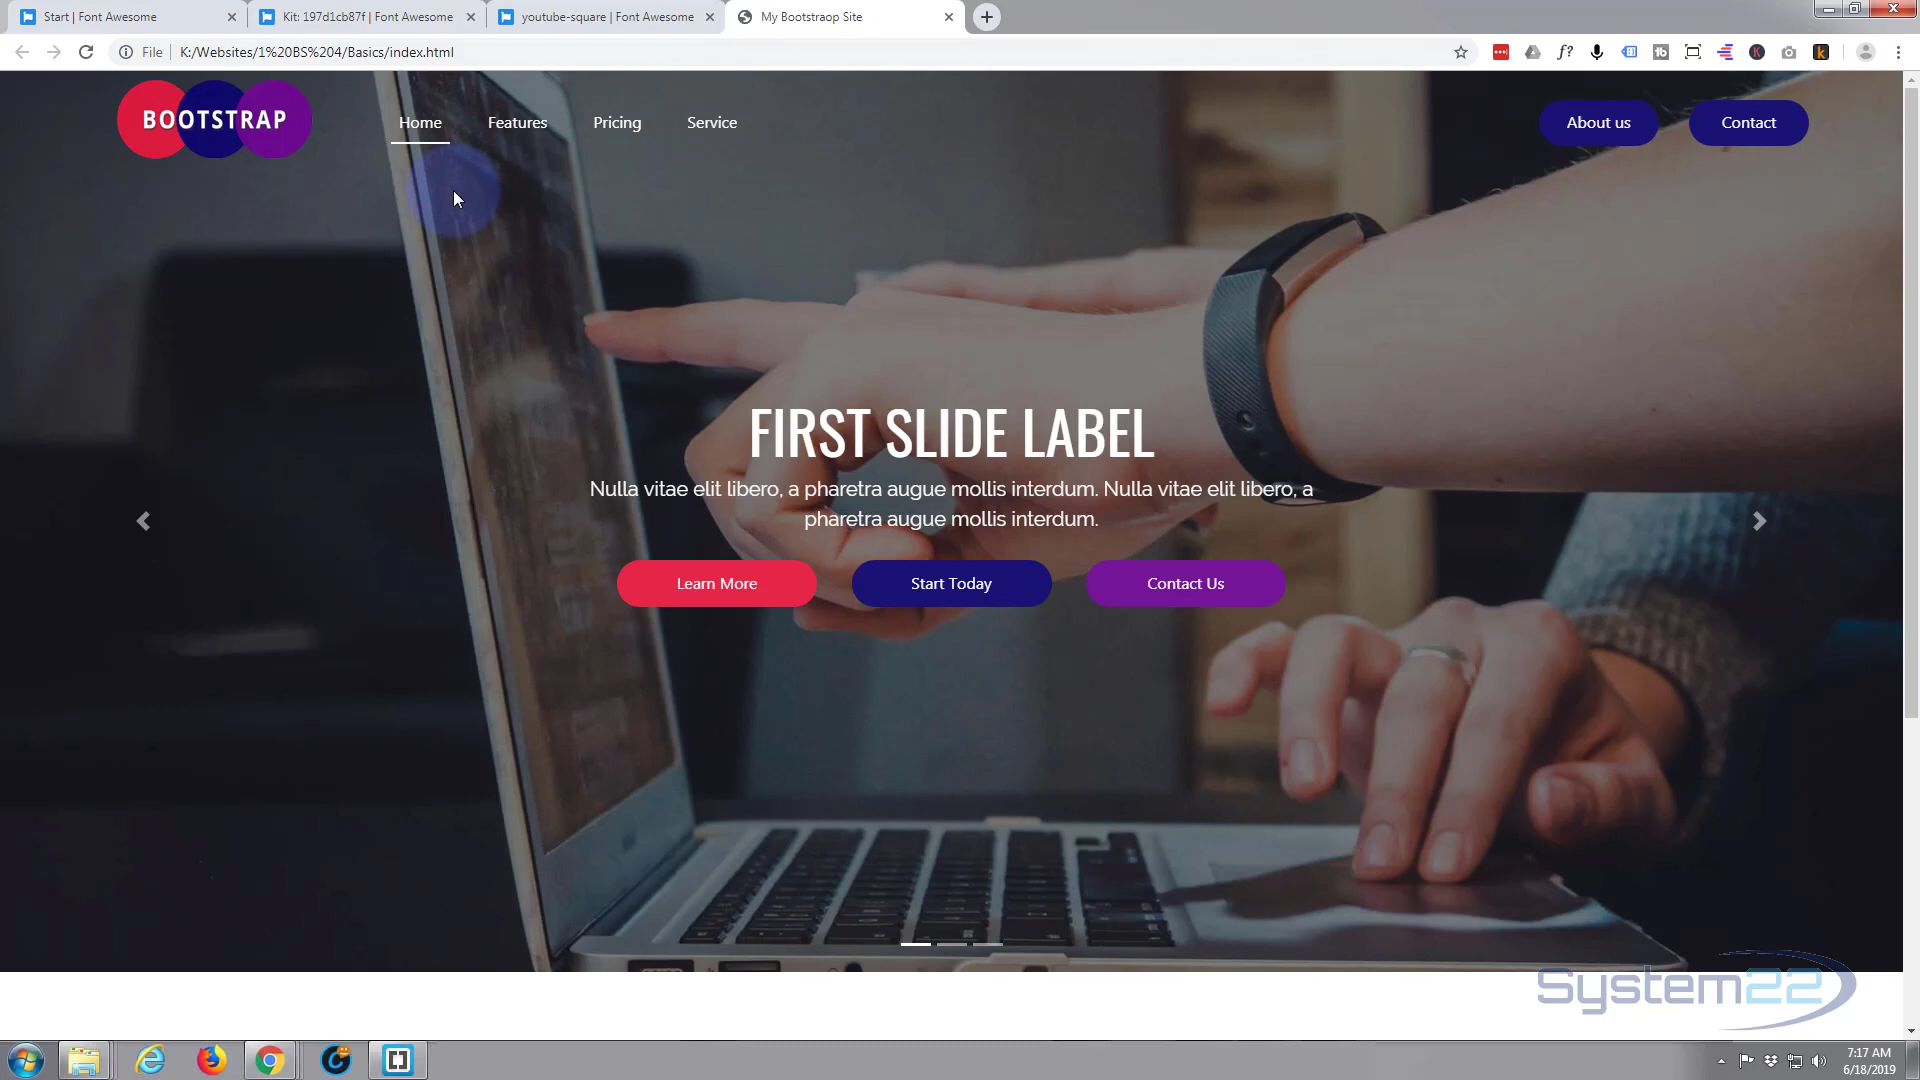 Start | Font Awesome
Kit: 197d1cb87f | Font Awesome
youtube-square | Font Awesome
My Bootstraop Site
File
K:/Websites/1%20BS%204/Basics/index.html
BOOTSTRAP
Home
Features
Pricing
Service
About us
Contact
FIRST SLIDE LABEL
Nulla vitae elit libero, a pharetra augue mollis interdum. Nulla vitae elit libero, a
pharetra augue mollis interdum.
Learn More
Start Today
Contact Us
System22
7:17 AM
6/18/2019